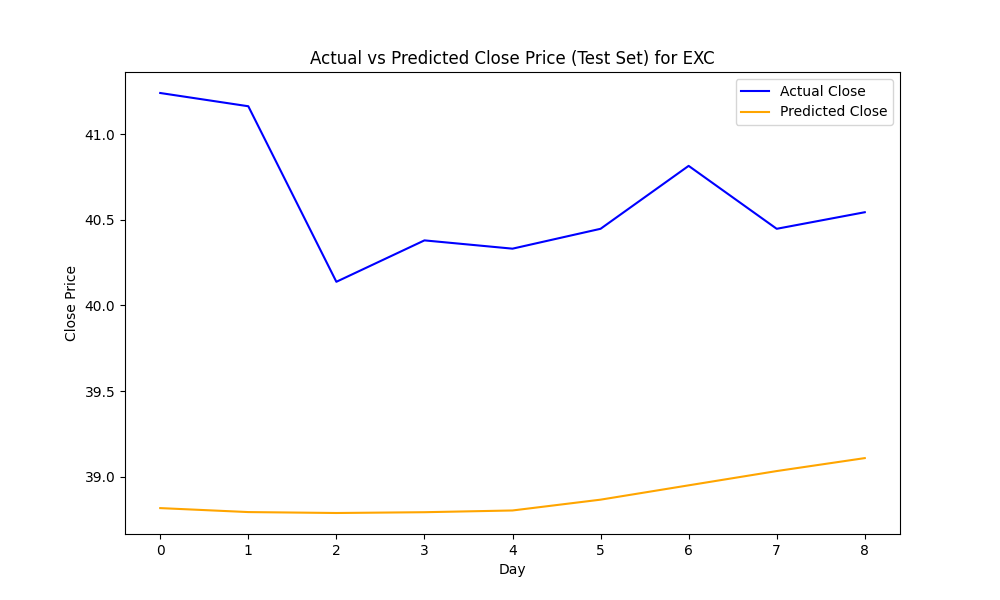 Actual vs Predicted Close Price (Test Set) for EXC
Actual Close
Predicted Close
Close Price
41.0
40.5
40.0
39.5
39.0
0 1 2 3 4 5 6 7 8
Day